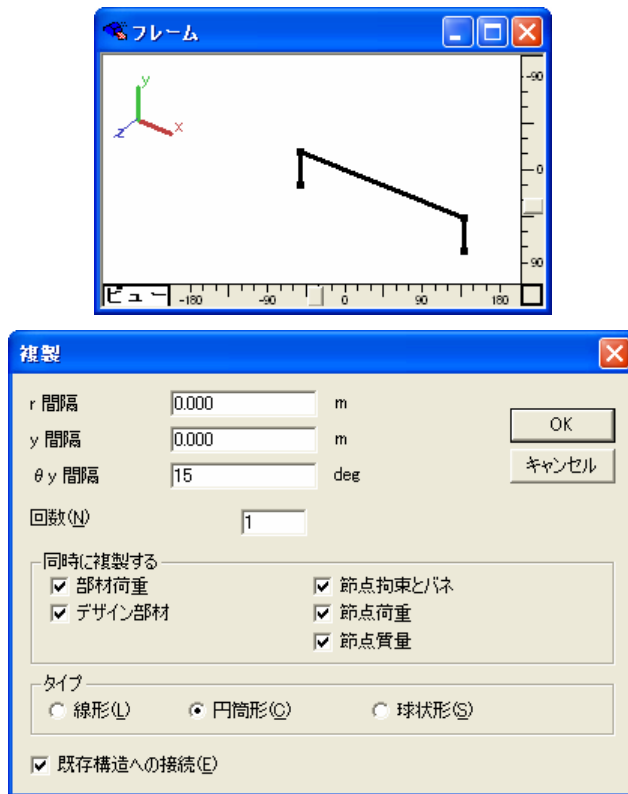 フレーム
y
x
z
-90
0
90
ビュー -180 -90 0 90 180
複製
r 間隔 0.000 m
y 間隔 0.000 m
θy 間隔 15 deg
OK
キャンセル
回数(N) 1
同時に複製する
部材荷重 節点拘束とバネ
デザイン部材 節点荷重
節点質量
タイプ
線形(L) 円筒形(C) 球状形(S)
既存構造への接続(E)